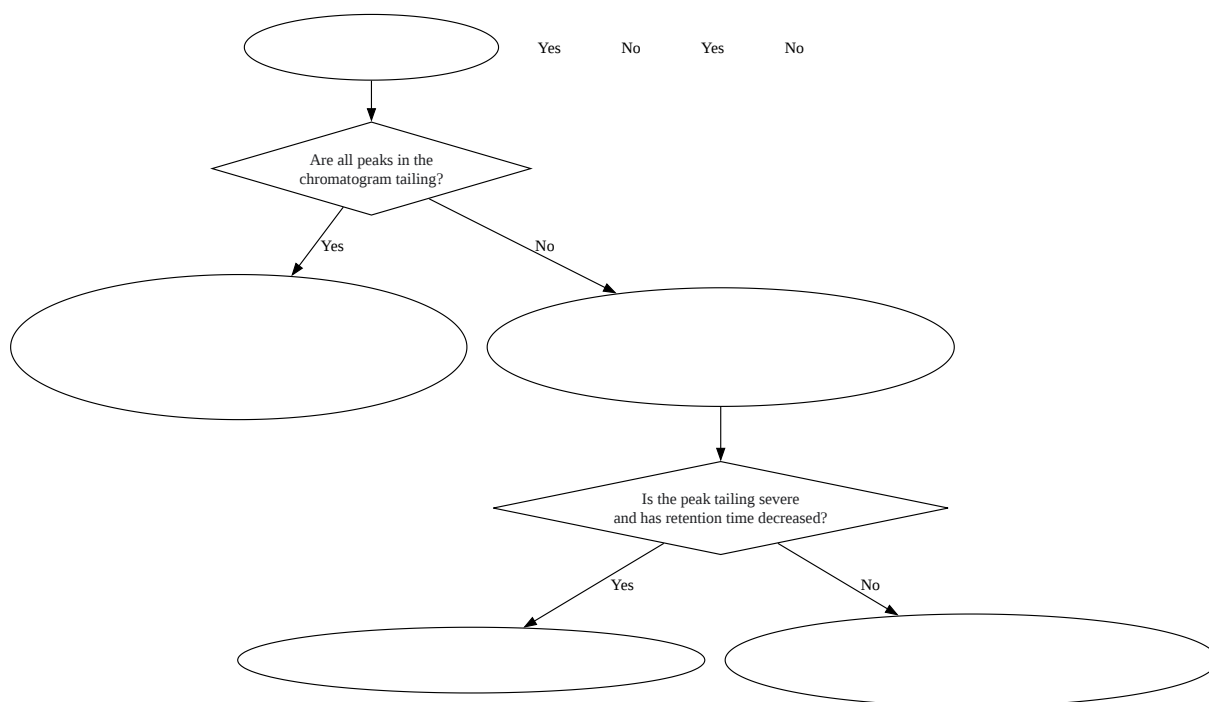 Yes No Yes No
Are all peaks in the
chromatogram tailing?
Yes
No
Is the peak tailing severe
and has retention time decreased?
Yes
No